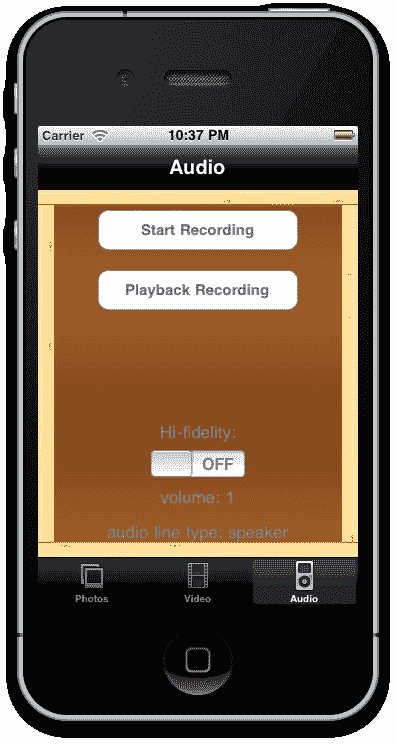 Carrier 10:37 PM
Audio
Start Recording
Playback Recording
Hi-fidelity:
OFF
volume: 1
audio line type: speaker
Photos Video Audio